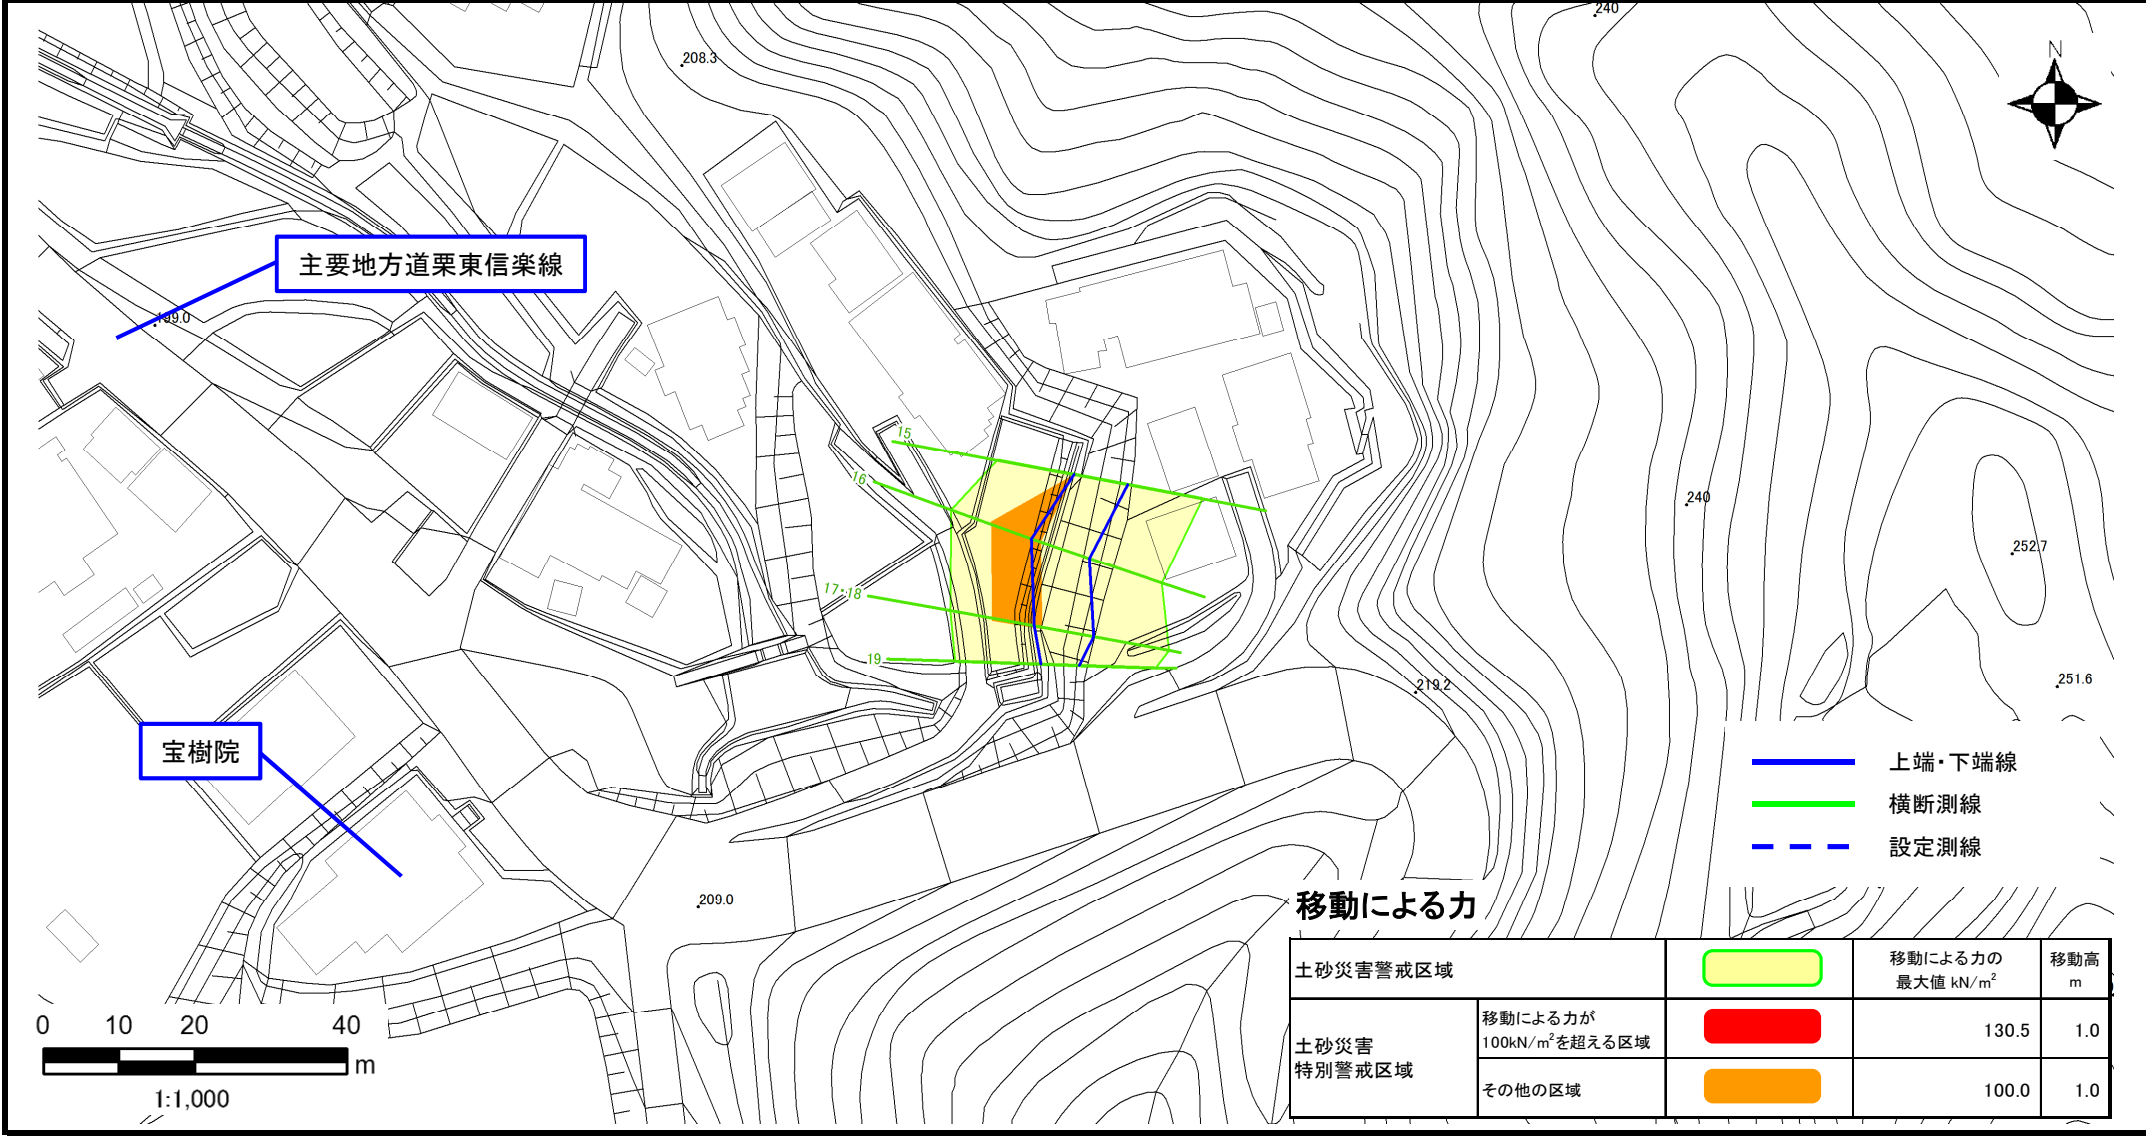 240
208.3
N
主要地方道栗東信楽線
199.0
15
16
240
252.7
17・18
19
251.6
219.2
宝樹院
上端・下端線
横断測線
設定測線
209.0
移動による力
土砂災害警戒区域
移動による力の
最大値 kN/m²
移動高
m
土砂災害
特別警戒区域
移動による力が
100kN/m²を超える区域
130.5
1.0
その他の区域
100.0
1.0
0 10 20 40
m
1:1,000